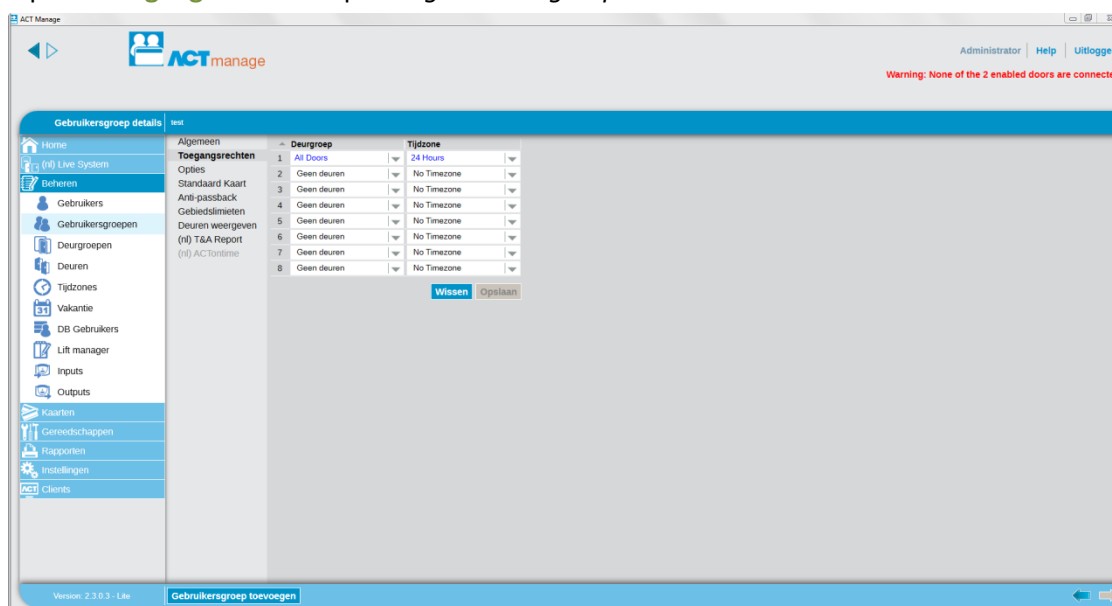 ACT Manage
ACTmanage
Administrator
Help
Uitlogge
Warning: None of the 2 enabled doors are connecte
Gebruikersgroep details
test
Home
(nl) Live System
Beheren
Gebruikers
Gebruikersgroepen
Deurgroepen
Deuren
Tijdzones
31
Vakantie
DB Gebruikers
Lift manager
Inputs
Outputs
Kaarten
Gereedschappen
Rapporten
Instellingen
ACT
Clients
Algemeen
Toegangsrechten
Opties
Standaard Kaart
Anti-passback
Gebiedslimieten
Deuren weergeven
(nl) T&A Report
(nl) ACTontime
Deurgroep Tijdzone
1 All Doors 24 Hours
2 Geen deuren No Timezone
3 Geen deuren No Timezone
4 Geen deuren No Timezone
5 Geen deuren No Timezone
6 Geen deuren No Timezone
7 Geen deuren No Timezone
8 Geen deuren No Timezone
Wissen Opslaan
Version: 2.3.0.3 - Lite
Gebruikersgroep toevoegen